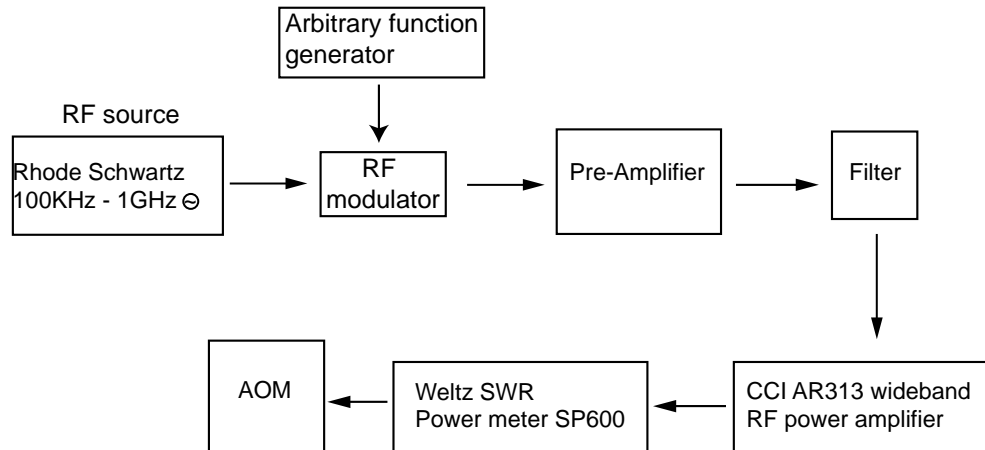 Arbitrary function
generator
RF source
Rhode Schwartz
100KHz - 1GHz
RF
modulator
Pre-Amplifier
Filter
AOM
Weltz SWR
Power meter SP600
CCI AR313 wideband
RF power amplifier